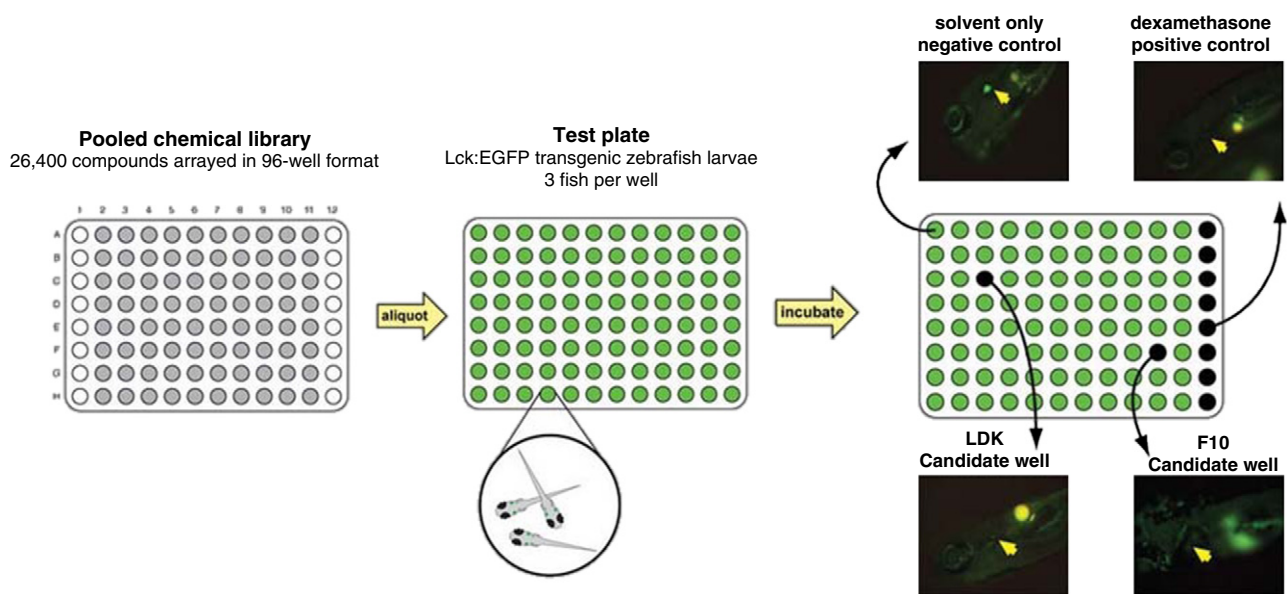 solvent only
negative control
dexamethasone
positive control
Pooled chemical library
26,400 compounds arrayed in 96-well format
Test plate
Lck:EGFP transgenic zebrafish larvae
3 fish per well
1 2 3 4 5 6 7 8 9 10 11 12
A
B
C
D
E
F
G
H
aliquot
incubate
LDK
Candidate well
F10
Candidate well